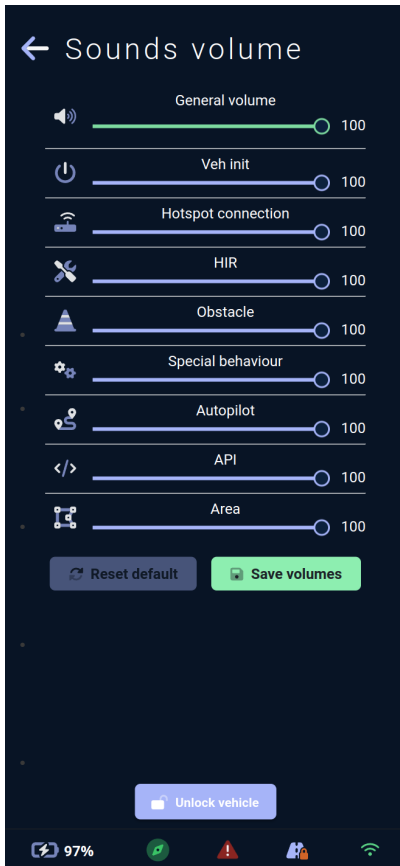 Sounds volume
General volume
100
Veh init
100
Hotspot connection
100
HIR
100
Obstacle
100
Special behaviour
100
Autopilot
100
API
100
Area
100
Reset default
Save volumes
Unlock vehicle
97%